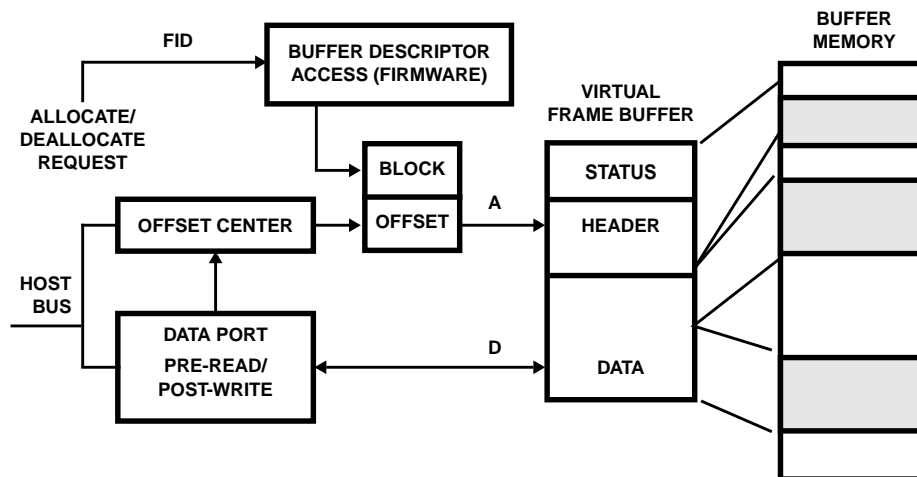 FID
BUFFER DESCRIPTOR
ACCESS (FIRMWARE)
BUFFER
MEMORY
VIRTUAL
FRAME BUFFER
ALLOCATE/
DEALLOCATE
REQUEST
BLOCK
STATUS
OFFSET CENTER
OFFSET
A
HEADER
HOST
BUS
DATA PORT
PRE-READ/
POST-WRITE
D
DATA